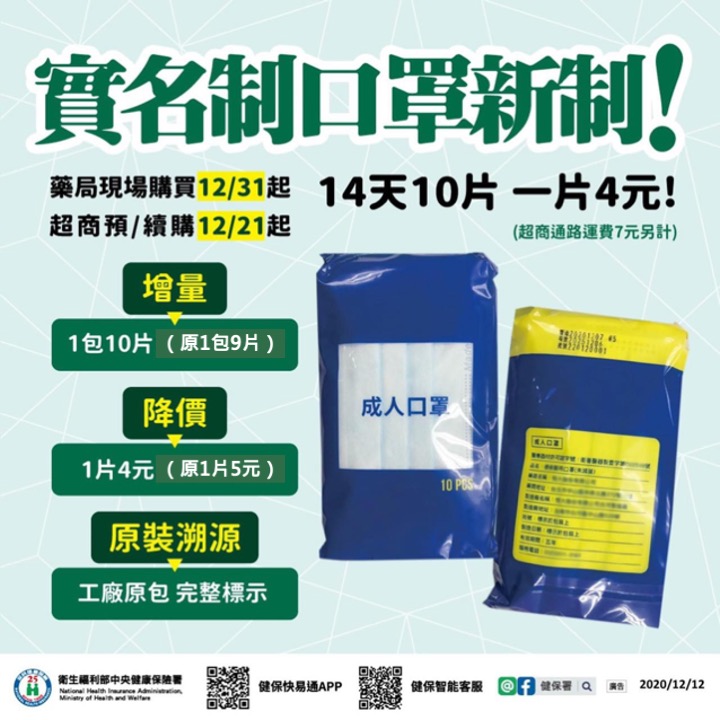 實名制口罩新制!
藥局現場購買12/31起
超商預/續購12/21起
14天10片 一片4元!
(超商通路運費7元另計)
增量
1包10片 (原1包9片)
降價
1片4元 (原1片5元)
原裝溯源
工廠原包 完整標示
成人口罩
10 PCS
成人口罩
衛生福利部中央健康保險署
National Health Insurance Administration,
Ministry of Health and Welfare
健保快易通APP
健保智能客服
健保署
廣告
2020/12/12